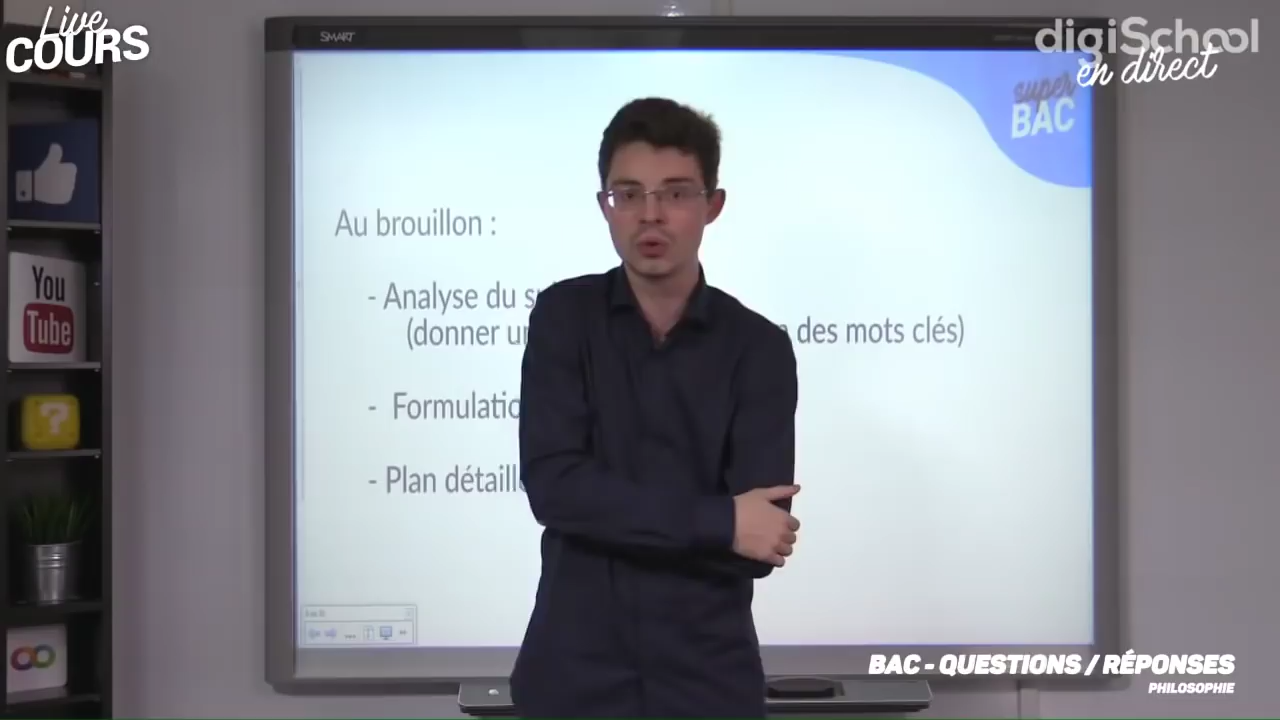 Live
COURS
SMART
digiSchool
en direct
super
BAC
Au brouillon :
- Analyse du
(donner
des mots clés)
You
Tube
?
- Formulatio
- Plan détaill
BAC - QUESTIONS / RÉPONSES
PHILOSOPHIE